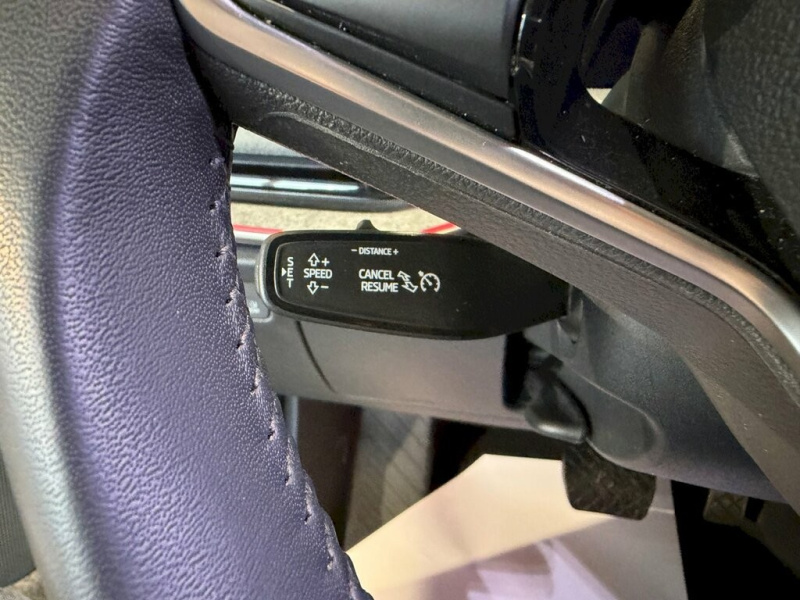 − DISTANCE +
SET
+
SPEED
−
CANCEL
RESUME